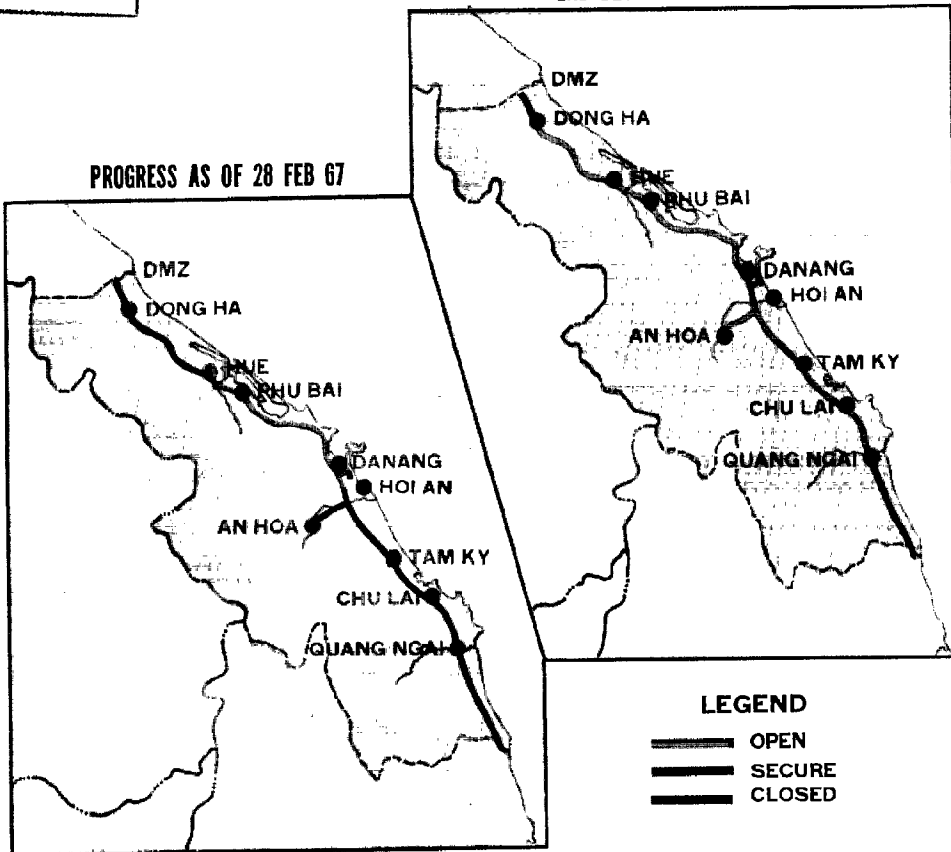 PROGRESS AS OF 28 FEB 67
DMZ
DONG HA
HUE
PHU BAI
DANANG
HOI AN
AN HOA
TAM KY
CHU LAI
QUANG NGAI
DMZ
DONG HA
HUE
PHU BAI
DANANG
HOI AN
AN HOA
TAM KY
CHU LAI
QUANG NGAI
LEGEND
OPEN
SECURE
CLOSED